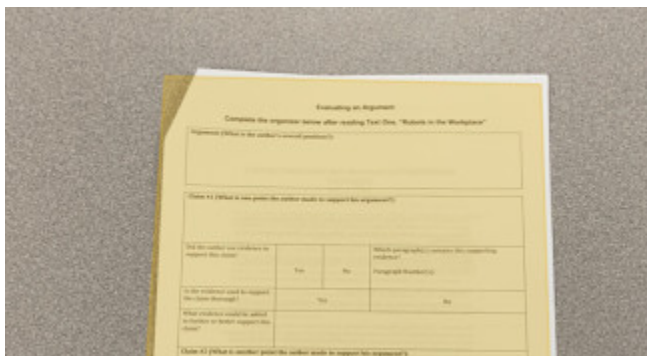 Evaluating an Argument
Complete the organizer below after reading Text One, "Robots in the Workplace"
Argument (What is the author's overall position?):
Claim #1 (What is one point the author made to support his argument?):
Did the author use evidence to
support this claim?
Yes
No
Which paragraph(s) contains the supporting
evidence?
Paragraph Number(s):
Is the evidence used to support
the claim thorough?
Yes
No
What evidence could be added
to further or better support this
claim?
Claim #2 (What is another point the author made to support his argument?):